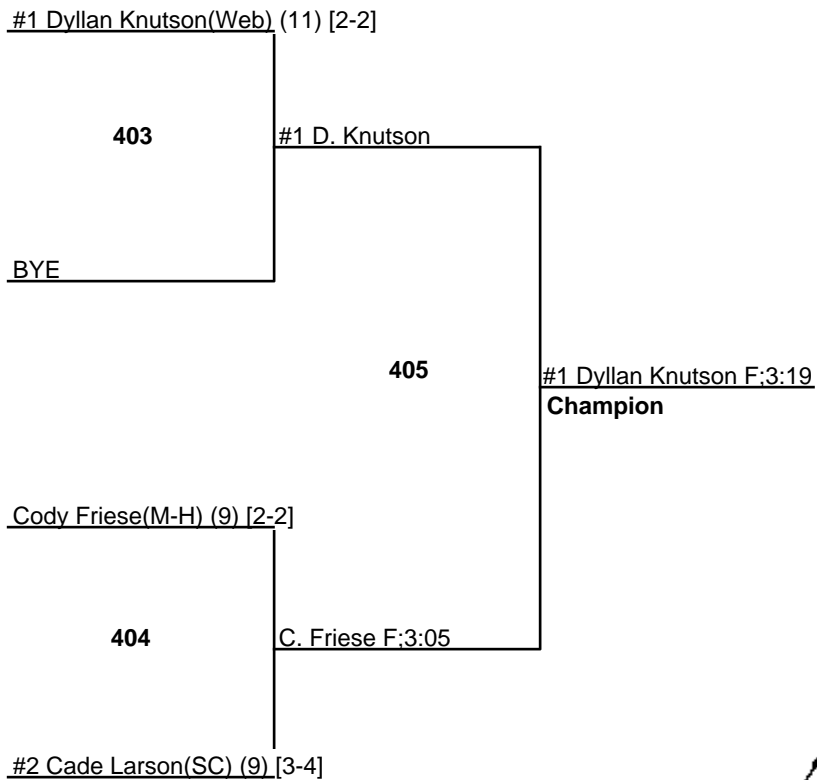 #1 Dyllan Knutson(Web) (11) [2-2]
403
#1 D. Knutson
BYE
405
#1 Dyllan Knutson F;3:19
Champion
Cody Friese(M-H) (9) [2-2]
404
C. Friese F;3:05
#2 Cade Larson(SC) (9) [3-4]